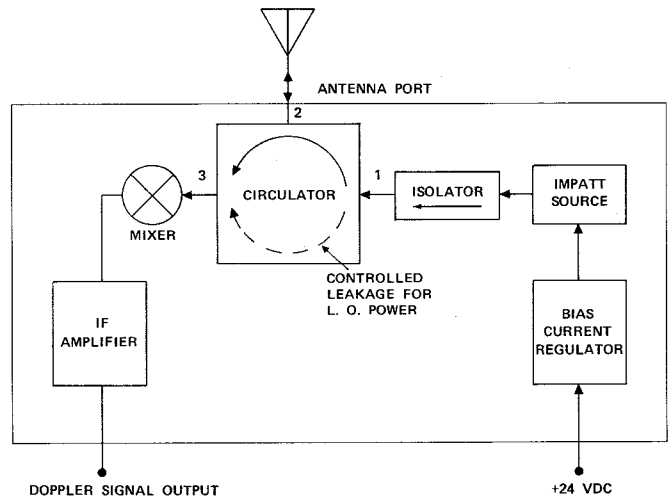 ANTENNA PORT
2
3
1
CIRCULATOR
ISOLATOR
IMPATT
SOURCE
MIXER
CONTROLLED
LEAKAGE FOR
L. O. POWER
IF
AMPLIFIER
BIAS
CURRENT
REGULATOR
DOPPLER SIGNAL OUTPUT
+24 VDC